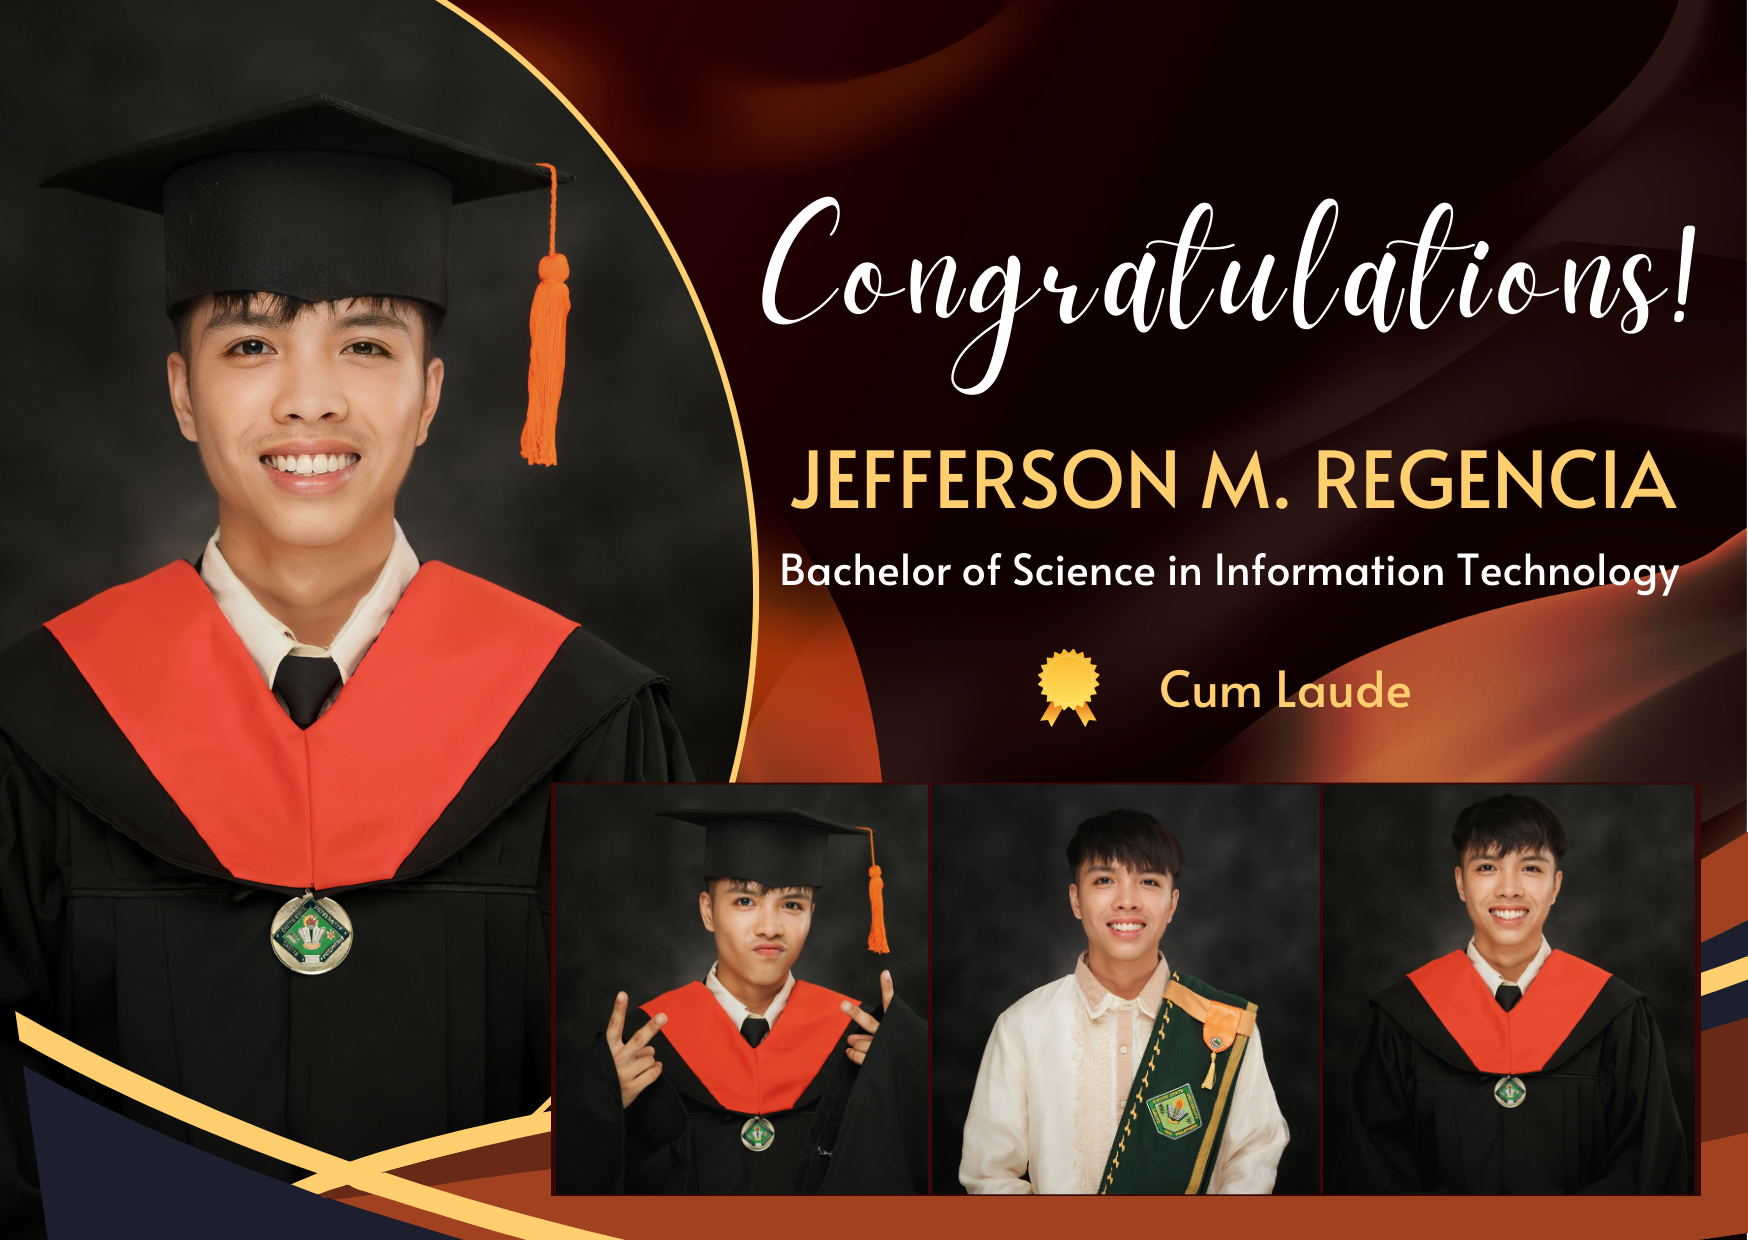 Congratulations!
JEFFERSON M. REGENCIA
Bachelor of Science in Information Technology
Cum Laude